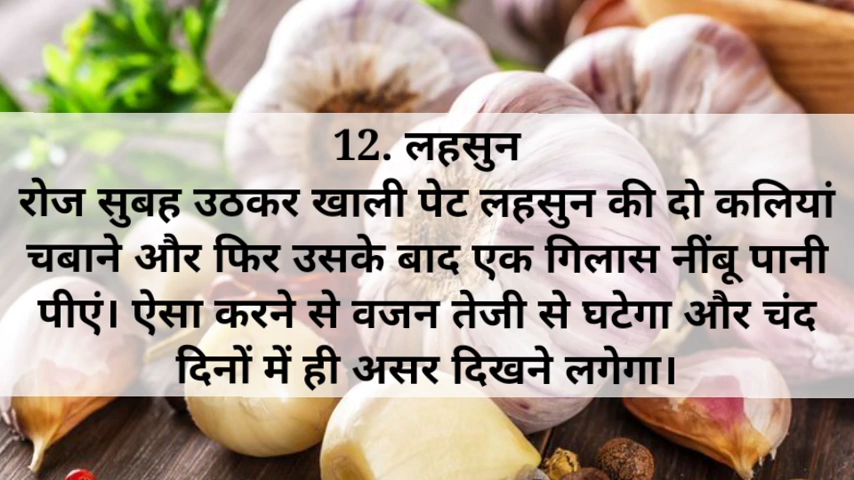 12. लहसुन
रोज सुबह उठकर खाली पेट लहसुन की दो कलियां
चबाने और फिर उसके बाद एक गिलास नींबू पानी
पीएं। ऐसा करने से वजन तेजी से घटेगा और चंद
दिनों में ही असर दिखने लगेगा।